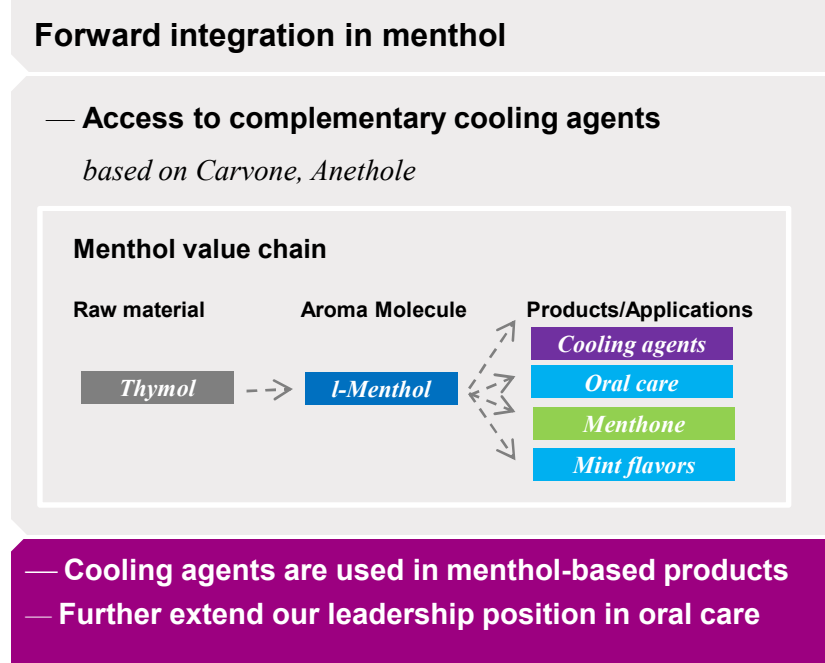 Forward integration in menthol
— Access to complementary cooling agents
based on Carvone, Anethole
Menthol value chain
Raw material Aroma Molecule Products/Applications
Cooling agents
Thymol l-Menthol Oral care
Menthone
Mint flavors
— Cooling agents are used in menthol-based products
— Further extend our leadership position in oral care